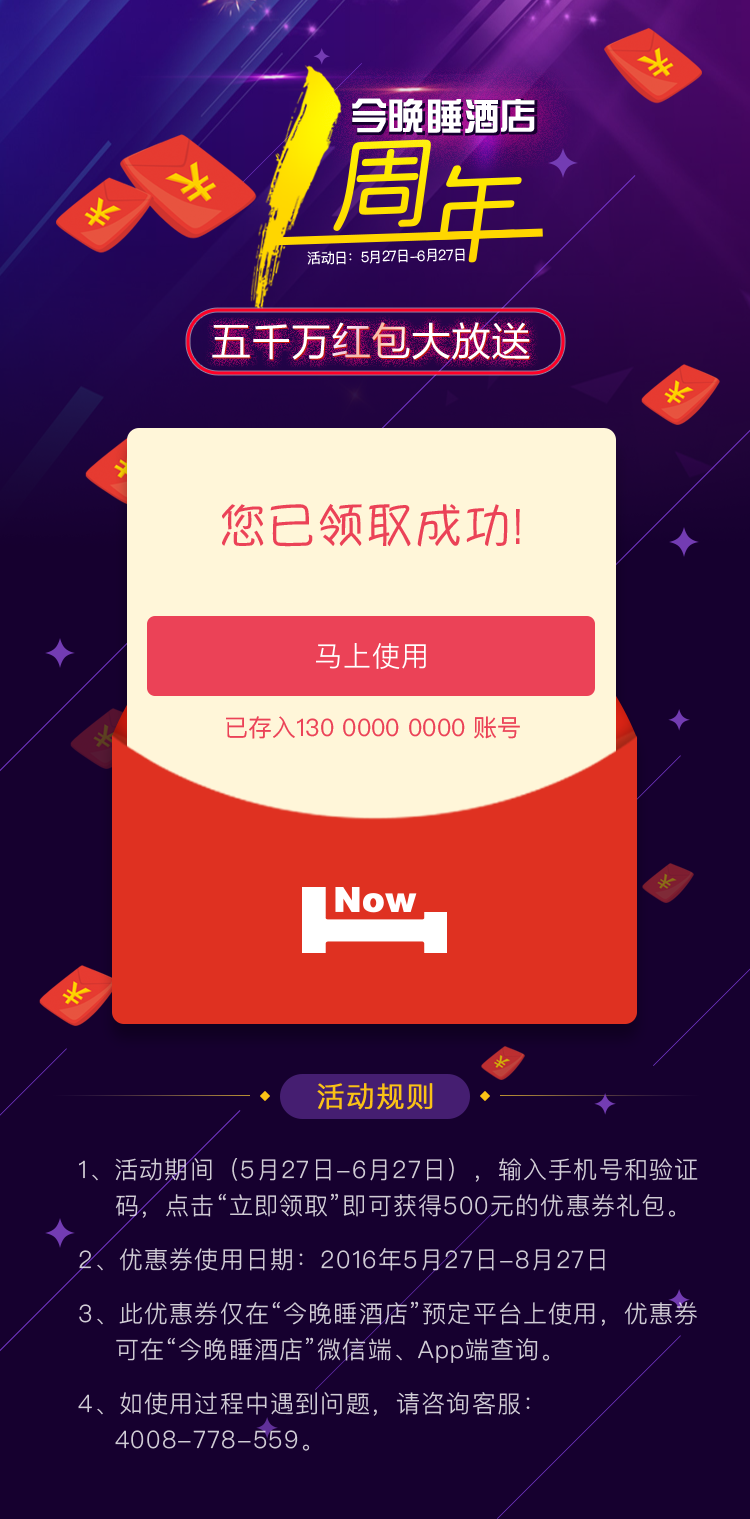 今晚睡酒店
1周年
活动日：5月27日-6月27日
五千万红包大放送
¥
¥
¥
¥
¥
您已领取成功!
马上使用
已存入130 0000 0000 账号
¥
Now
¥
¥
¥
活动规则
1、活动期间（5月27日-6月27日），输入手机号和验证
码，点击“立即领取”即可获得500元的优惠券礼包。
2、优惠券使用日期：2016年5月27日-8月27日
3、此优惠券仅在“今晚睡酒店”预定平台上使用，优惠券
可在“今晚睡酒店”微信端、App端查询。
4、如使用过程中遇到问题，请咨询客服：
4008-778-559。